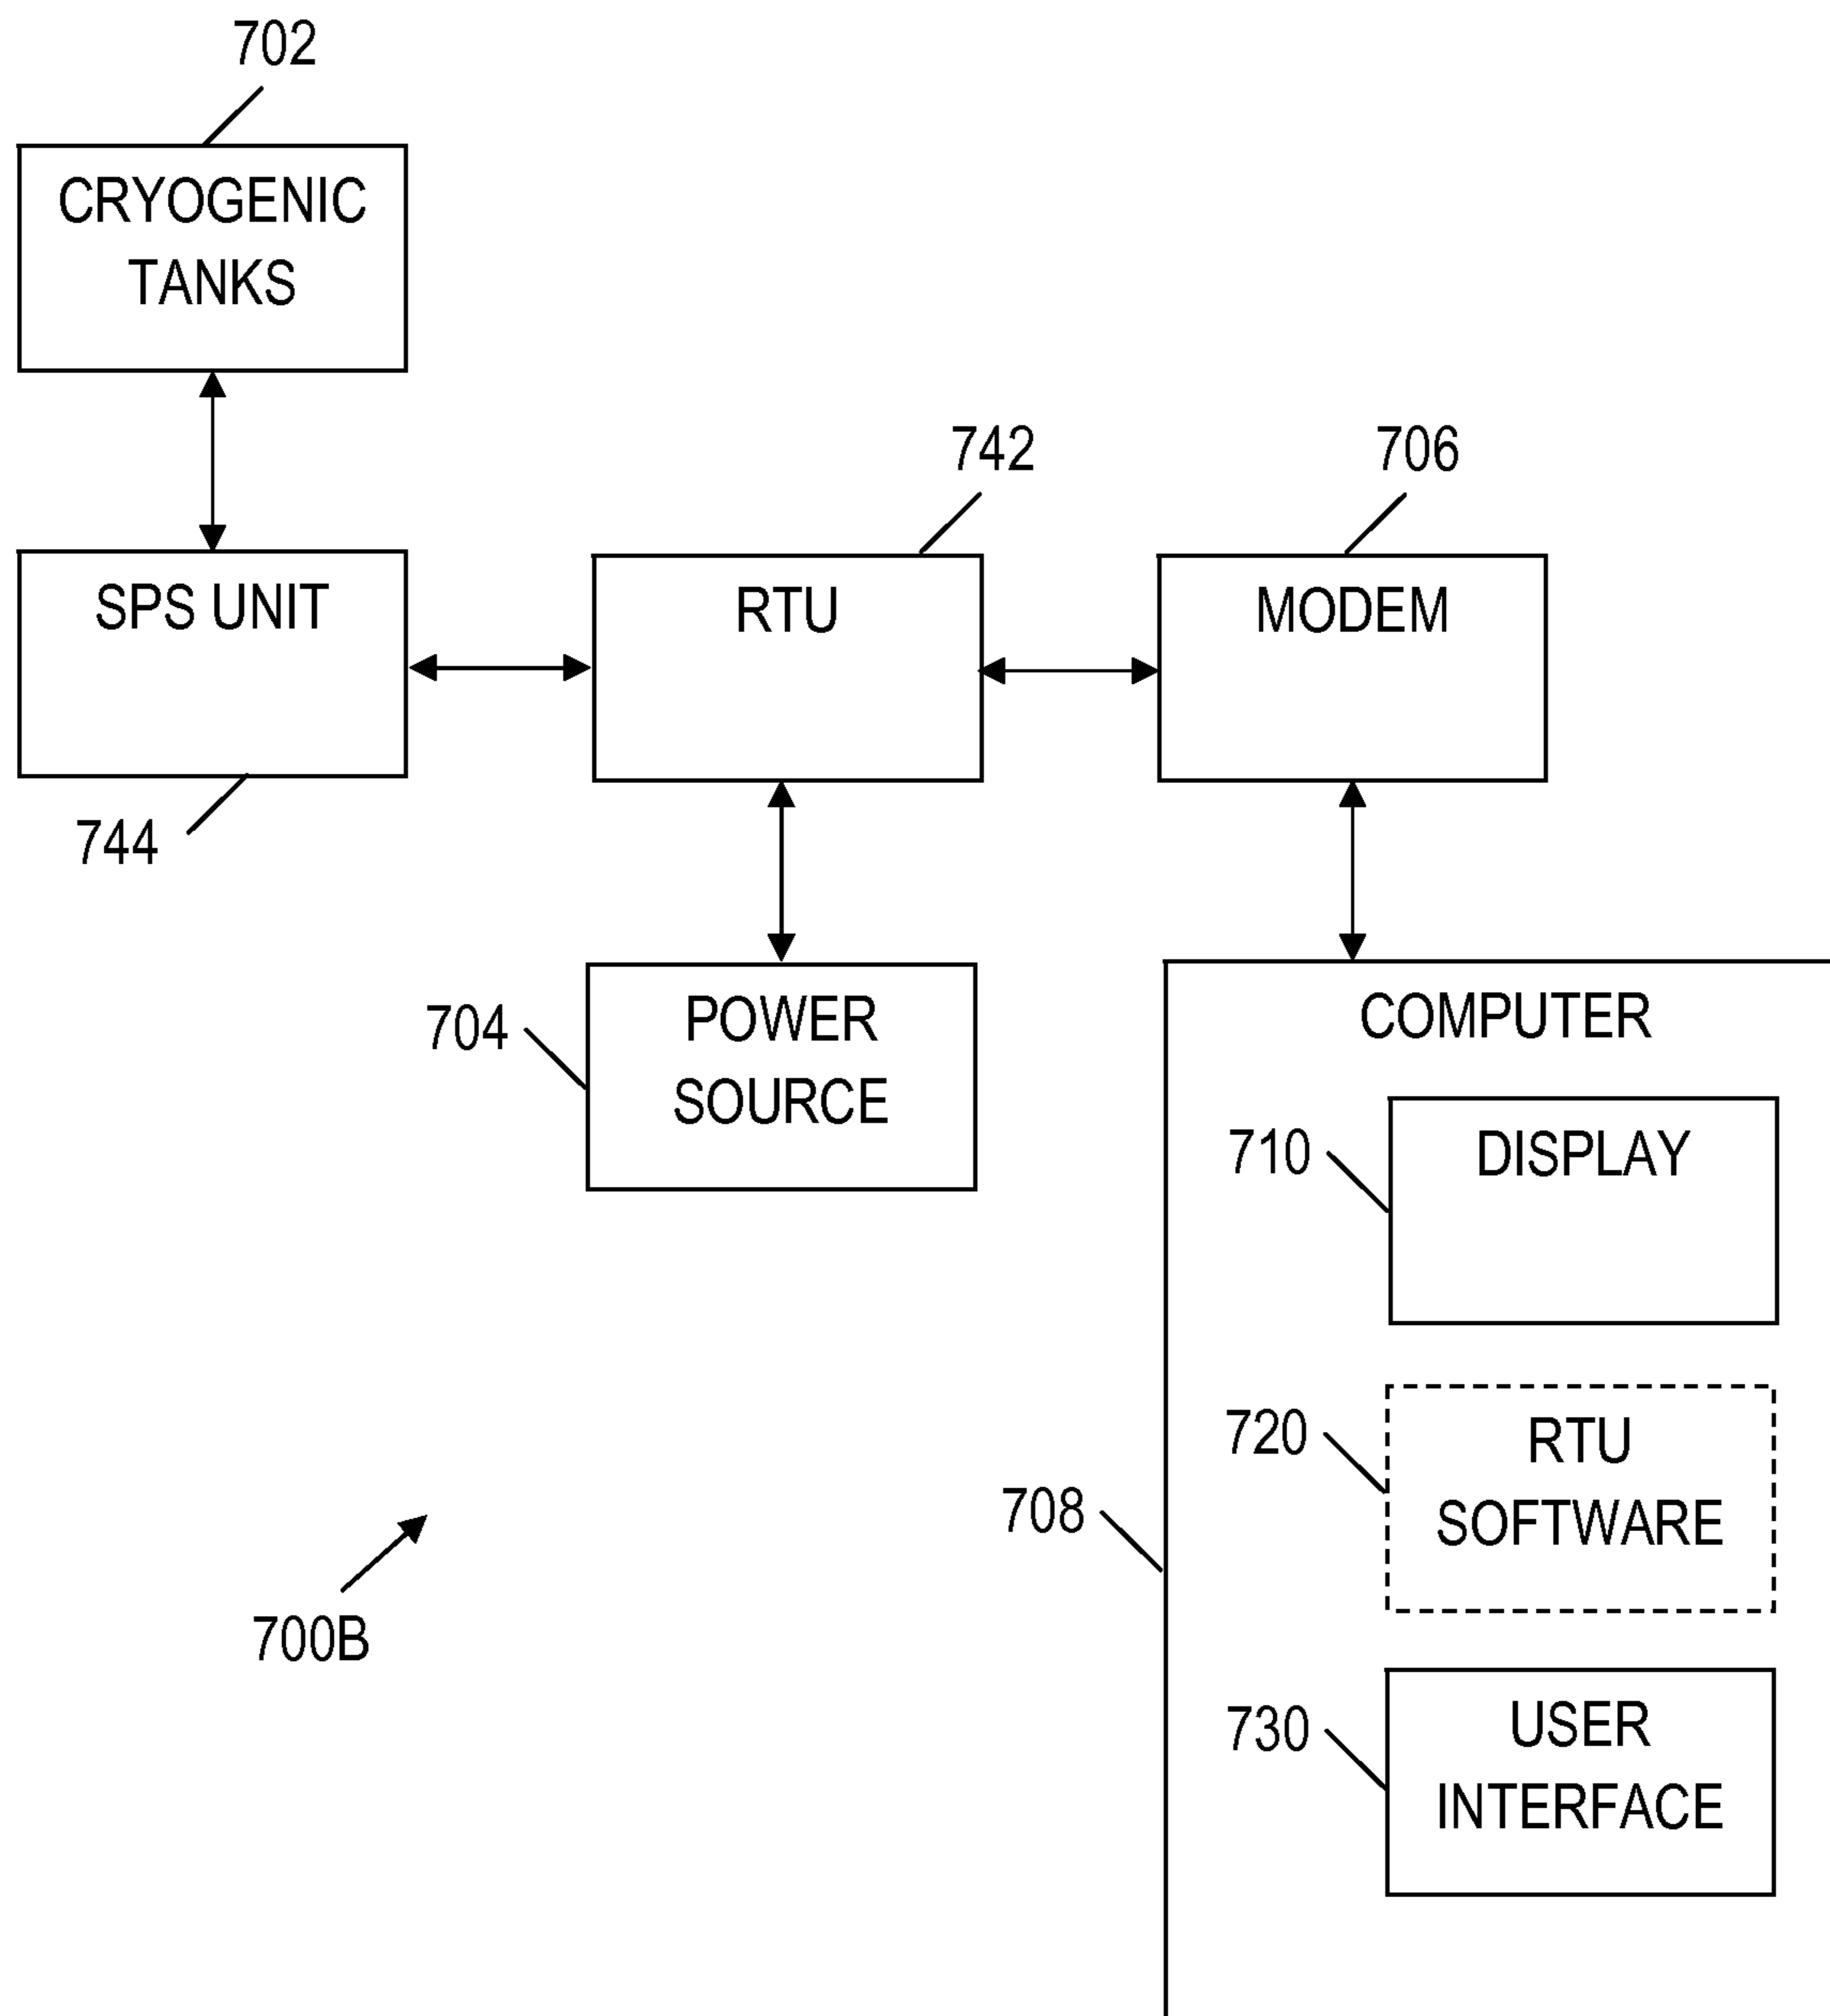 702
CRYOGENIC
TANKS
742
706
SPS UNIT
RTU
MODEM
744
704
POWER
SOURCE
COMPUTER
710
DISPLAY
720
RTU
SOFTWARE
708
700B
730
USER
INTERFACE